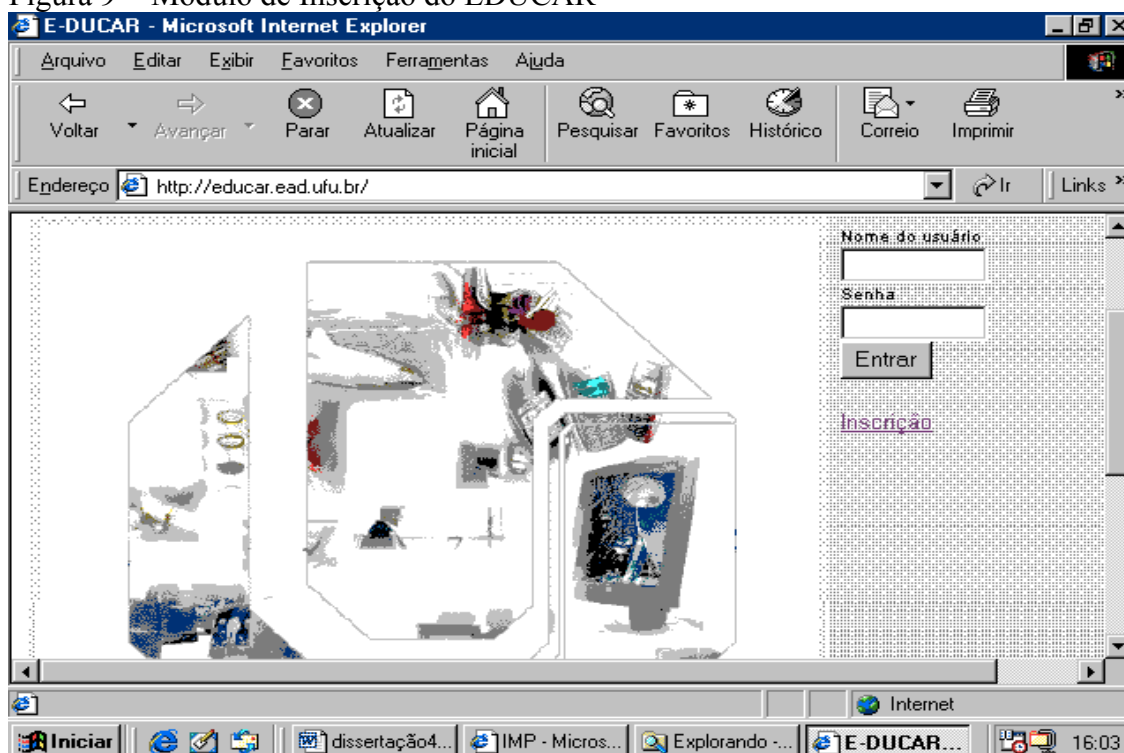 Figura 9 – Módulo de Inscrição do EDUCAR
E-DUCAR - Microsoft Internet Explorer
Arquivo Editar Exibir Favoritos Ferramentas Ajuda
Voltar Avançar Parar Atualizar Página inicial Pesquisar Favoritos Histórico Correio Imprimir
Endereço http://educar.ead.ufu.br/ Ir Links
Nome do usuário
Senha
Entrar
Inscrição
Internet
Iniciar dissertação4... IMP - Micros... Explorando -... E-DUCAR... 16:03